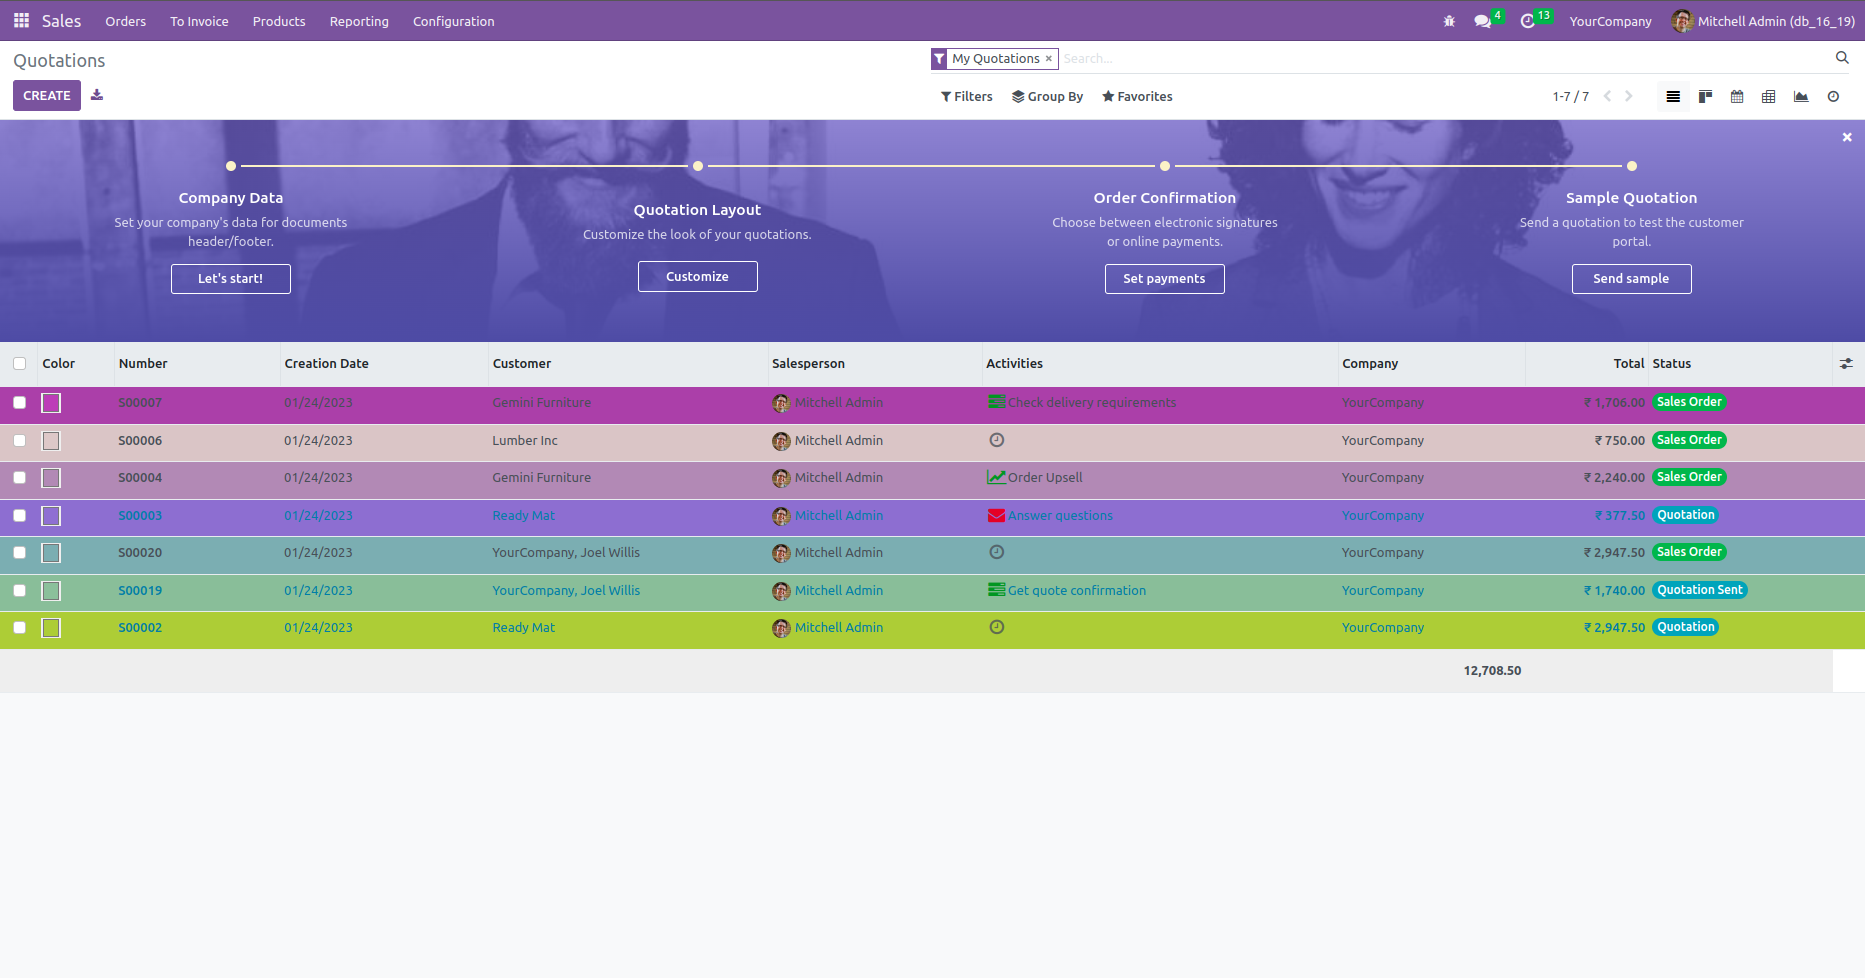 Sales Orders To Invoice Products Reporting Configuration 4 13 YourCompany Mitchell Admin (db_16_19)
Quotations
My Quotations × Search...
CREATE
Filters Group By Favorites 1-7 / 7
Company Data
Set your company's data for documents
header/footer.
Let's start!
Quotation Layout
Customize the look of your quotations.
Customize
Order Confirmation
Choose between electronic signatures
or online payments.
Set payments
Sample Quotation
Send a quotation to test the customer
portal.
Send sample
Color Number Creation Date Customer Salesperson Activities Company Total Status
S00007 01/24/2023 Gemini Furniture Mitchell Admin Check delivery requirements YourCompany ₹ 1,706.00 Sales Order
S00006 01/24/2023 Lumber Inc Mitchell Admin YourCompany ₹ 750.00 Sales Order
S00004 01/24/2023 Gemini Furniture Mitchell Admin Order Upsell YourCompany ₹ 2,240.00 Sales Order
S00003 01/24/2023 Ready Mat Mitchell Admin Answer questions YourCompany ₹ 377.50 Quotation
S00020 01/24/2023 YourCompany, Joel Willis Mitchell Admin YourCompany ₹ 2,947.50 Sales Order
S00019 01/24/2023 YourCompany, Joel Willis Mitchell Admin Get quote confirmation YourCompany ₹ 1,740.00 Quotation Sent
S00002 01/24/2023 Ready Mat Mitchell Admin YourCompany ₹ 2,947.50 Quotation
12,708.50